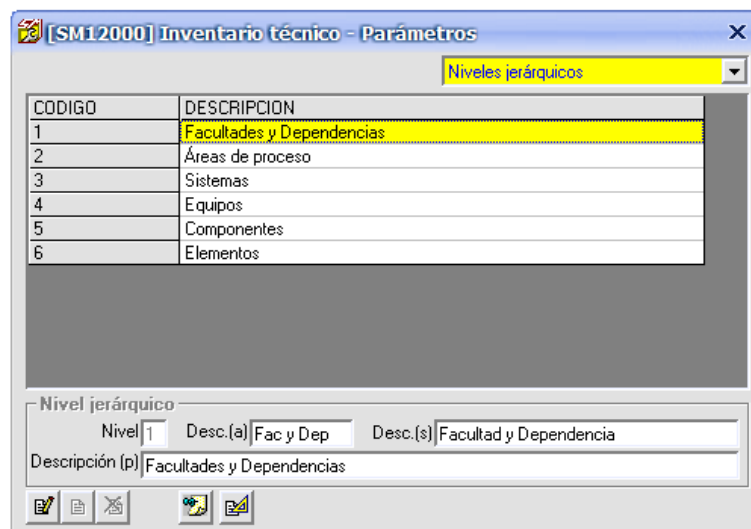 [SM12000] Inventario técnico - Parámetros
Niveles jerárquicos
CODIGO DESCRIPCION
1 Facultades y Dependencias
2 Áreas de proceso
3 Sistemas
4 Equipos
5 Componentes
6 Elementos
Nivel jerárquico
Nivel 1 Desc.(a) Fac y Dep Desc.(s) Facultad y Dependencia
Descripción (p) Facultades y Dependencias